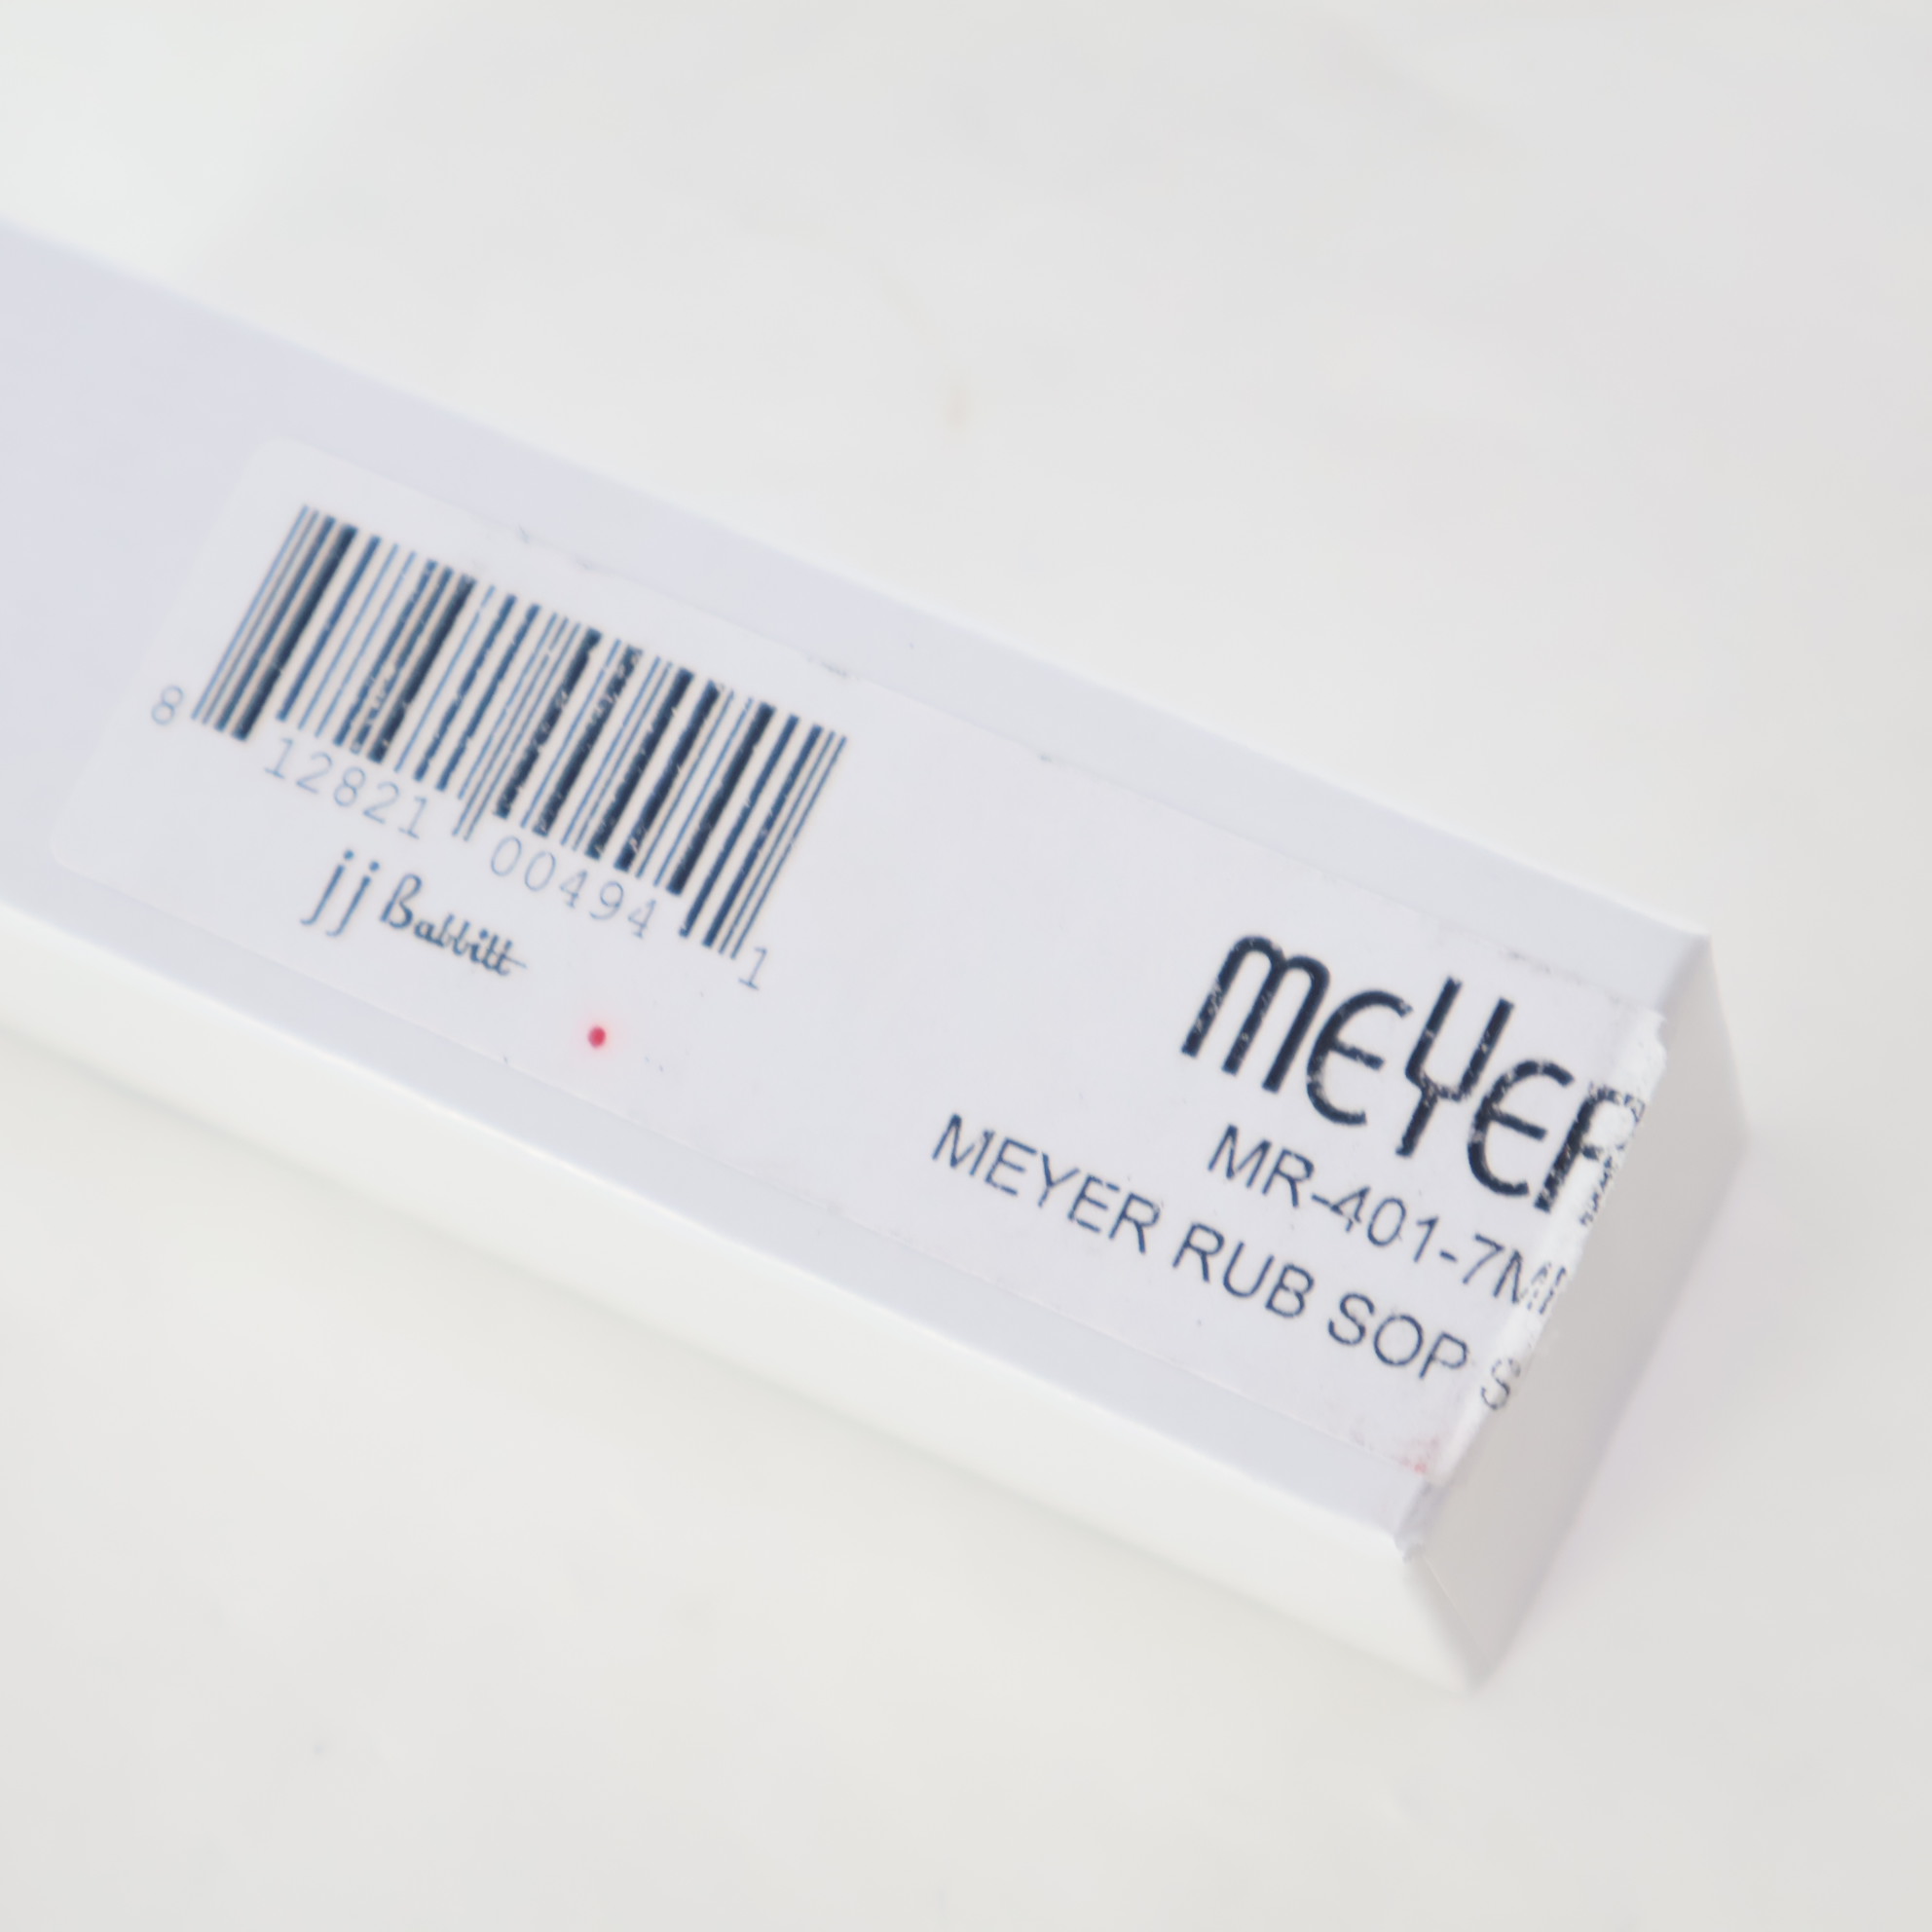 8 12821 00494 1
jj Babbitt
MEYER
MR-401-7M
MEYER RUB SOP S